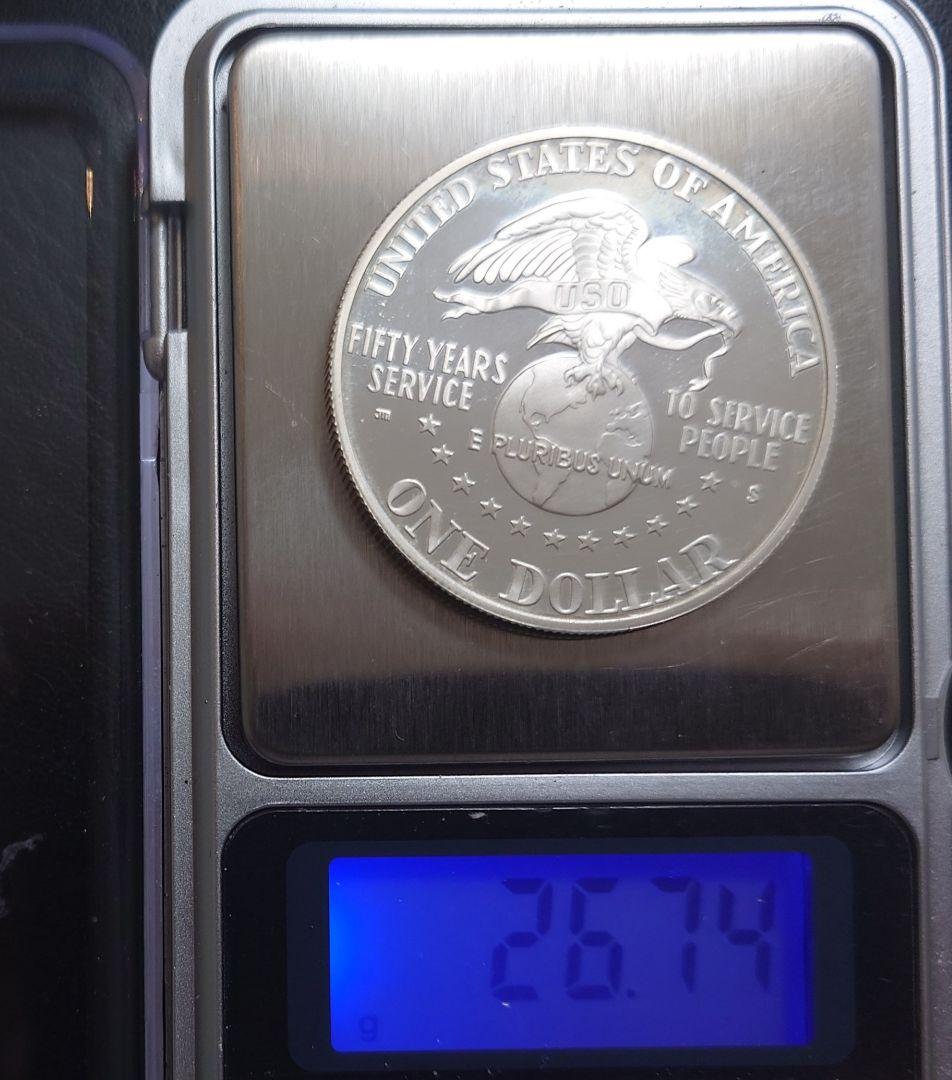 UNITED STATES OF AMERICA
USO
FIFTY YEARS
SERVICE
TO SERVICE
PEOPLE
E PLURIBUS UNUM
S
ONE DOLLAR
26.74
g